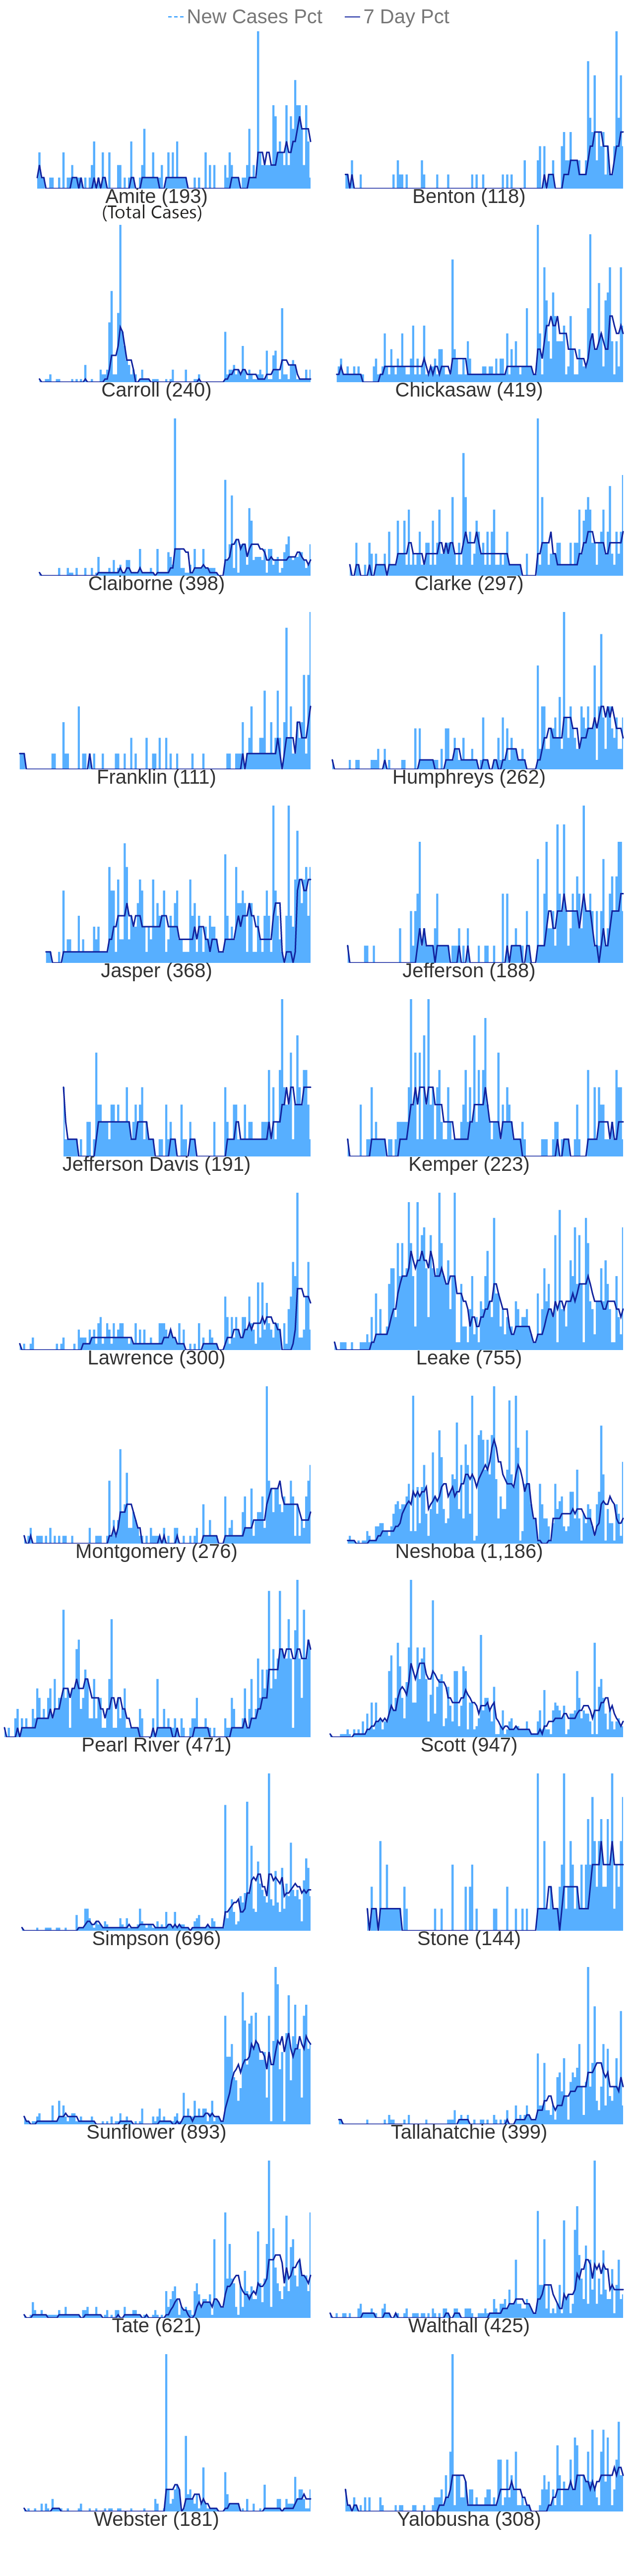 New Cases Pct 7 Day Pct
Amite (193) Benton (118)
(Total Cases)
Carroll (240) Chickasaw (419)
Claiborne (398) Clarke (297)
Franklin (111) Humphreys (262)
Jasper (368) Jefferson (188)
Jefferson Davis (191) Kemper (223)
Lawrence (300) Leake (755)
Montgomery (276) Neshoba (1,186)
Pearl River (471) Scott (947)
Simpson (696) Stone (144)
Sunflower (893) Tallahatchie (399)
Tate (621) Walthall (425)
Webster (181) Yalobusha (308)